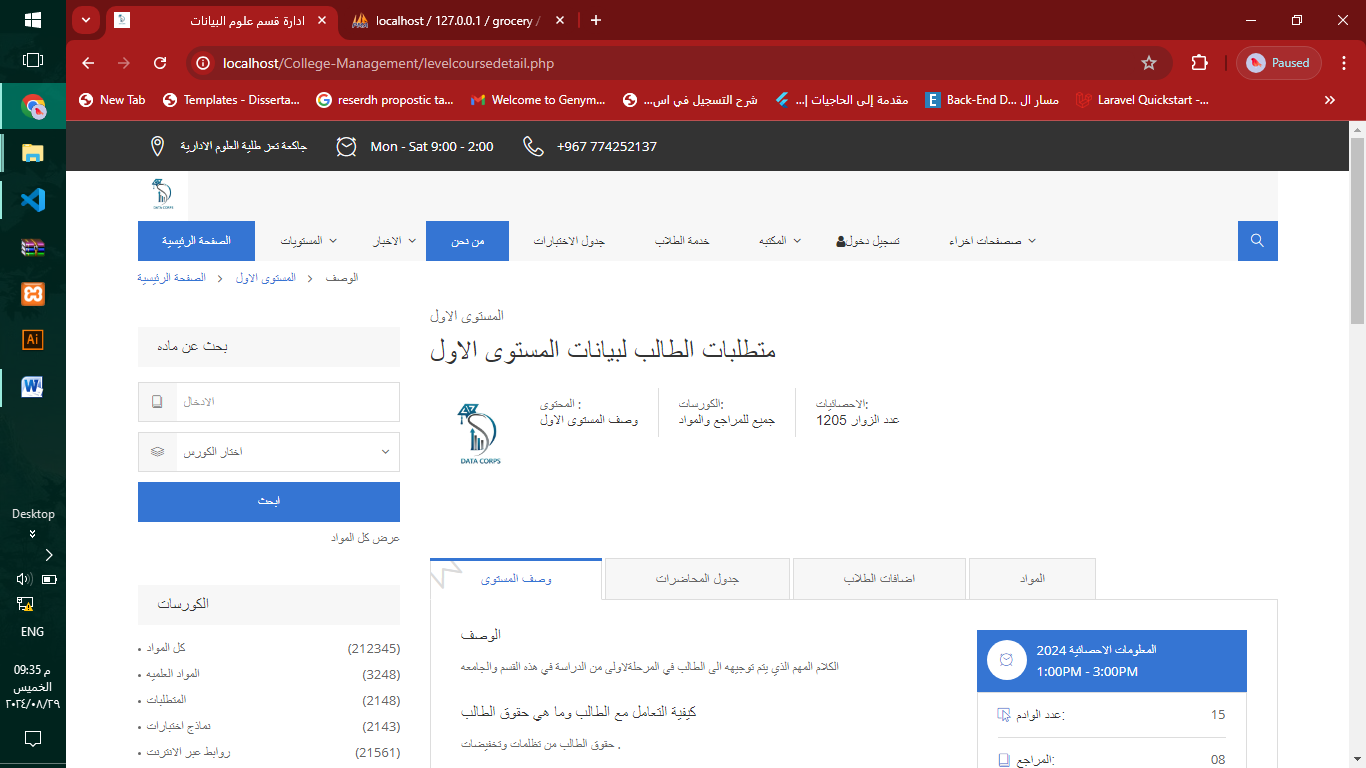 ادارة قسم علوم البيانات
localhost / 127.0.0.1 / grocery /
localhost/College-Management/levelcoursedetail.php
Paused
New Tab
Templates - Disserta...
reserdh propostic ta...
Welcome to Genym...
شرح التسجيل في اس...
مقدمة إلى الحاجيات |...
Back-End D... مسار ال
Laravel Quickstart -...
جاكعة تعز طلية العلوم الادارية
Mon - Sat 9:00 - 2:00
+967 774252137
DATA CORPS
الصفحة الرئيسية
المستويات
الاخبار
من نحن
جدول الاختبارات
خدمة الطلاب
المكتبه
تسجيل دخول
صصفحات اخراء
الصفحة الرئيسية
المستوى الاول
الوصف
بحث عن ماده
الادخال
اختار الكورس
ابحث
عرض كل المواد
الكورسات
كل المواد (212345)
المواد العلميه (3248)
المتطلبات (2148)
نماذج اختبارات (2143)
روابط عبر الانترنت (21561)
المستوى الاول
متطلبات الطالب لبيانات المستوى الاول
DATA CORPS
المحتوى :
وصف المستوى الاول
الكورسات:
جميع للمراجع والمواد
الاحصائيات:
عدد الزوار 1205
وصف المستوى
جدول المحاضرات
اضافات الطلاب
المواد
الوصف
الكلام المهم الذي يتم توجيهه الى الطالب في المرحلةلاولى من الدراسة في هذه القسم والجامعه
كيفية التعامل مع الطالب وما هي حقوق الطالب
حقوق الطالب من تظلمات وتخفيضات .
المعلومات الاحصائية 2024
1:00PM - 3:00PM
عدد الوادم: 15
المراجع: 08
Desktop
ENG
09:35 م
الخميس
٢٠٢٤/٠٨/٢٩